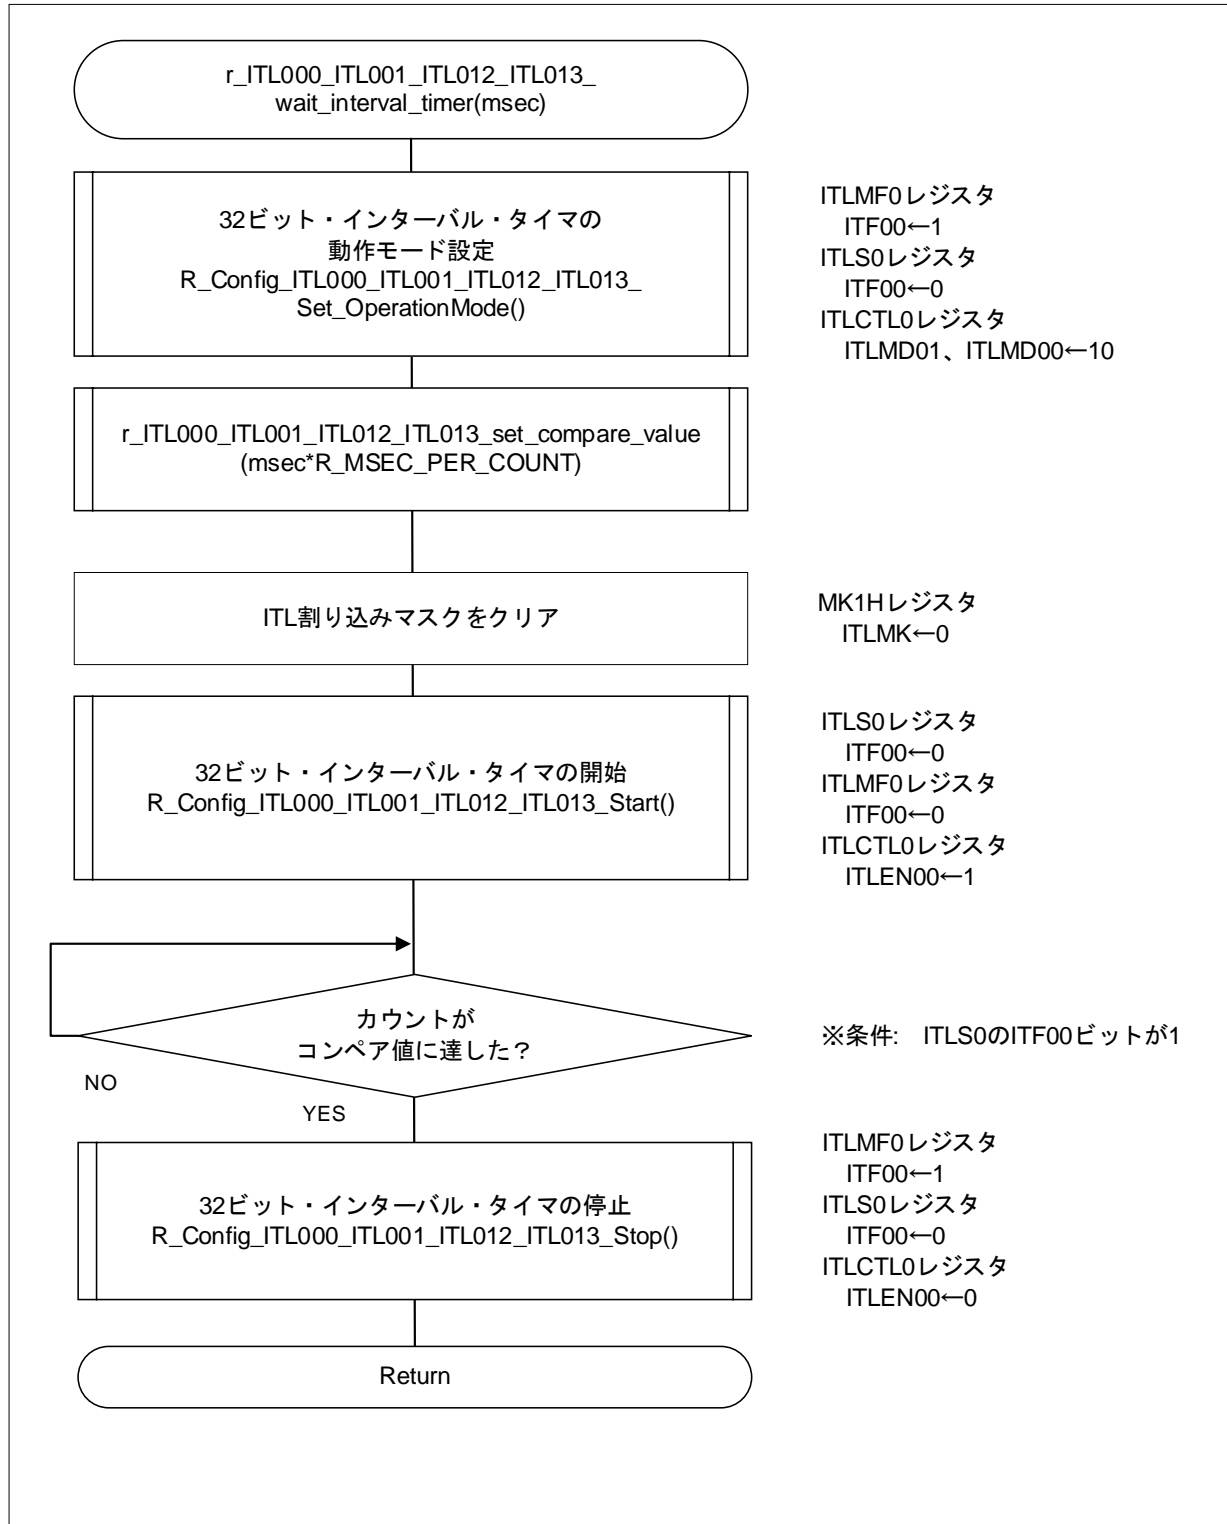 r_ITL000_ITL001_ITL012_ITL013_
wait_interval_timer(msec)
32ビット・インターバル・タイマの
動作モード設定
R_Config_ITL000_ITL001_ITL012_ITL013_
Set_OperationMode()
ITLMF0レジスタ
ITF00←1
ITLS0レジスタ
ITF00←0
ITLCTL0レジスタ
ITLMD01、ITLMD00←10
r_ITL000_ITL001_ITL012_ITL013_set_compare_value
(msec*R_MSEC_PER_COUNT)
ITL割り込みマスクをクリア
MK1Hレジスタ
ITLMK←0
32ビット・インターバル・タイマの開始
R_Config_ITL000_ITL001_ITL012_ITL013_Start()
ITLS0レジスタ
ITF00←0
ITLMF0レジスタ
ITF00←0
ITLCTL0レジスタ
ITLEN00←1
カウントが
コンペア値に達した？
※条件: ITLS0のITF00ビットが1
NO
YES
32ビット・インターバル・タイマの停止
R_Config_ITL000_ITL001_ITL012_ITL013_Stop()
ITLMF0レジスタ
ITF00←1
ITLS0レジスタ
ITF00←0
ITLCTL0レジスタ
ITLEN00←0
Return